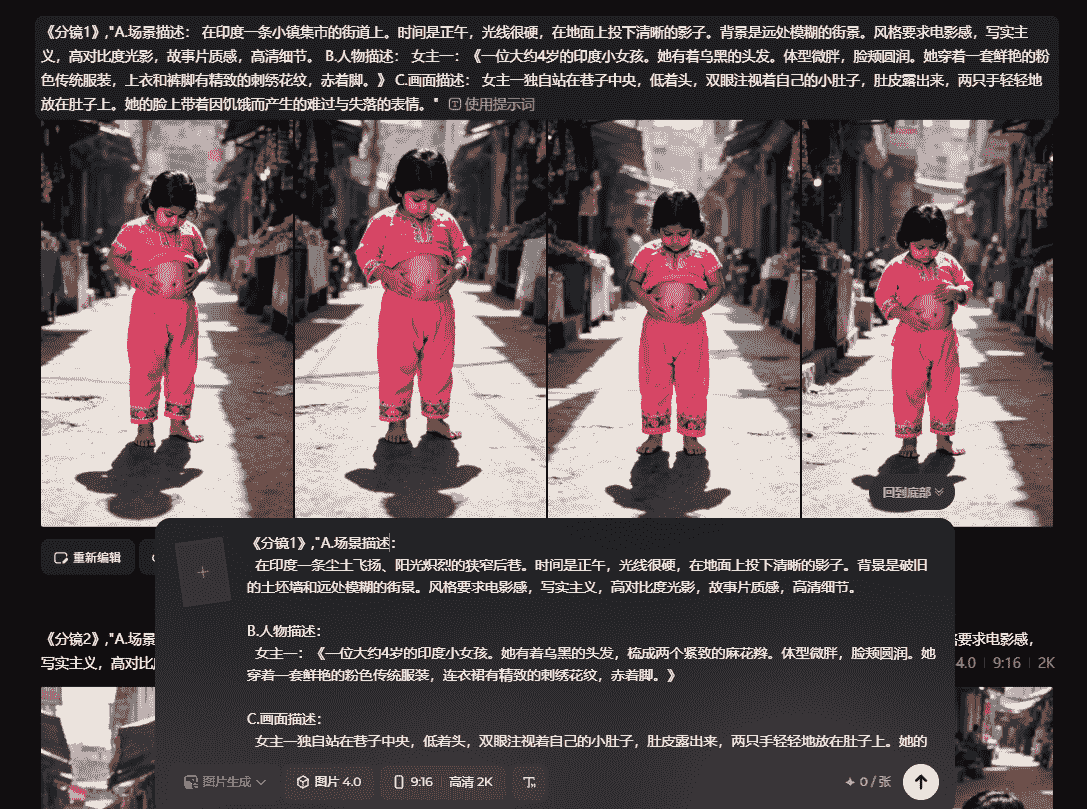 《分镜1》,"A.场景描述： 在印度一条小镇集市的街道上。时间是正午，光线很硬，在地面上投下清晰的影子。背景是远处模糊的街景。风格要求电影感，写实主
义，高对比度光影，故事片质感，高清细节。 B.人物描述： 女主一：《一位大约4岁的印度小女孩。她有着乌黑的头发。体型微胖，脸颊圆润。她穿着一套鲜艳的粉
色传统服装，上衣和裤脚有精致的刺绣花纹，赤着脚。》 C.画面描述： 女主一独自站在巷子中央，低着头，双眼注视着自己的小肚子，肚皮露出来，两只手轻轻地
放在肚子上。她的脸上带着因饥饿而产生的难过与失落的表情。" 使用提示词
回到底部
重新编辑
《分镜1》,"A.场景描述：
在印度一条尘土飞扬、阳光炽烈的狭窄后巷。时间是正午，光线很硬，在地面上投下清晰的影子。背景是破旧
的土坯墙和远处模糊的街景。风格要求电影感，写实主义，高对比度光影，故事片质感，高清细节。
B.人物描述：
女主一：《一位大约4岁的印度小女孩。她有着乌黑的头发，梳成两个紧致的麻花辫。体型微胖，脸颊圆润。她
穿着一套鲜艳的粉色传统服装，连衣裙有精致的刺绣花纹，赤着脚。》
C.画面描述：
女主一独自站在巷子中央，低着头，双眼注视着自己的小肚子，肚皮露出来，两只手轻轻地放在肚子上。她的
《分镜2》,"A.场景
要求电影感，
写实主义，高对比
4.0 | 9:16 | 2K
图片生成 图片 4.0 9:16 高清 2K 0 / 张